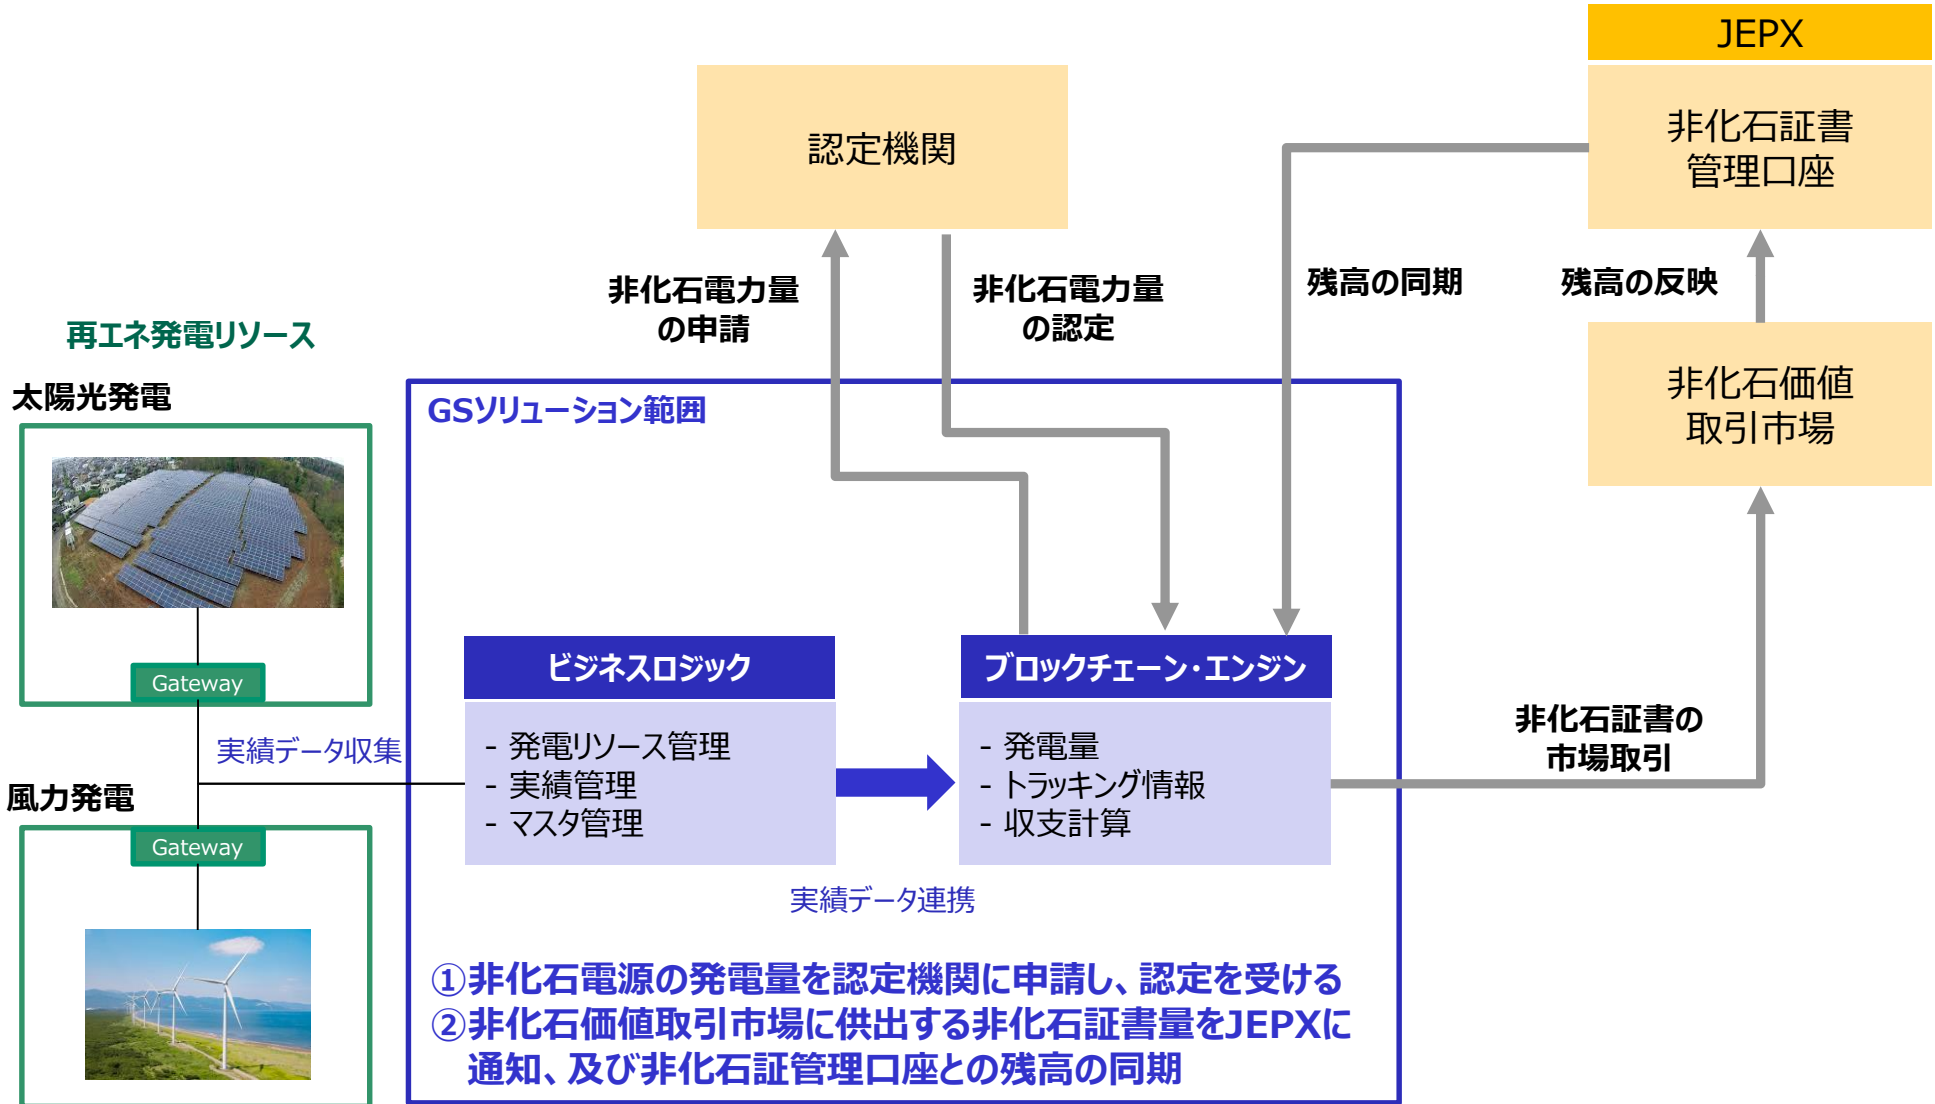 JEPX
非化石証書
管理口座
認定機関
非化石電力量
の申請
非化石電力量
の認定
残高の同期
残高の反映
再エネ発電リソース
非化石価値
取引市場
太陽光発電
GSソリューション範囲
Gateway
ビジネスロジック
ブロックチェーン・エンジン
- 発電リソース管理
- 実績管理
- マスタ管理
- 発電量
- トラッキング情報
- 収支計算
非化石証書の
市場取引
実績データ収集
風力発電
Gateway
実績データ連携
①非化石電源の発電量を認定機関に申請し、認定を受ける
②非化石価値取引市場に供出する非化石証書量をJEPXに
通知、及び非化石証管理口座との残高の同期